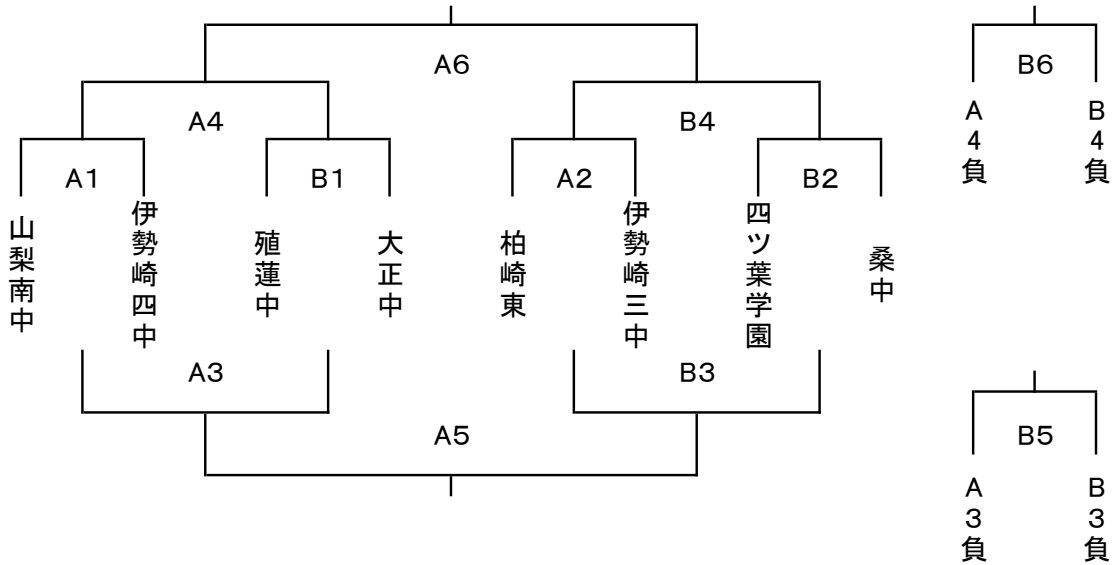 A6
B6
A4
B4
A4負
B4負
A1
B1
A2
B2
山梨南中
伊勢崎四中
殖蓮中
大正中
柏崎東
伊勢崎三中
四ツ葉学園
桑中
A3
B3
A5
B5
A3負
B3負